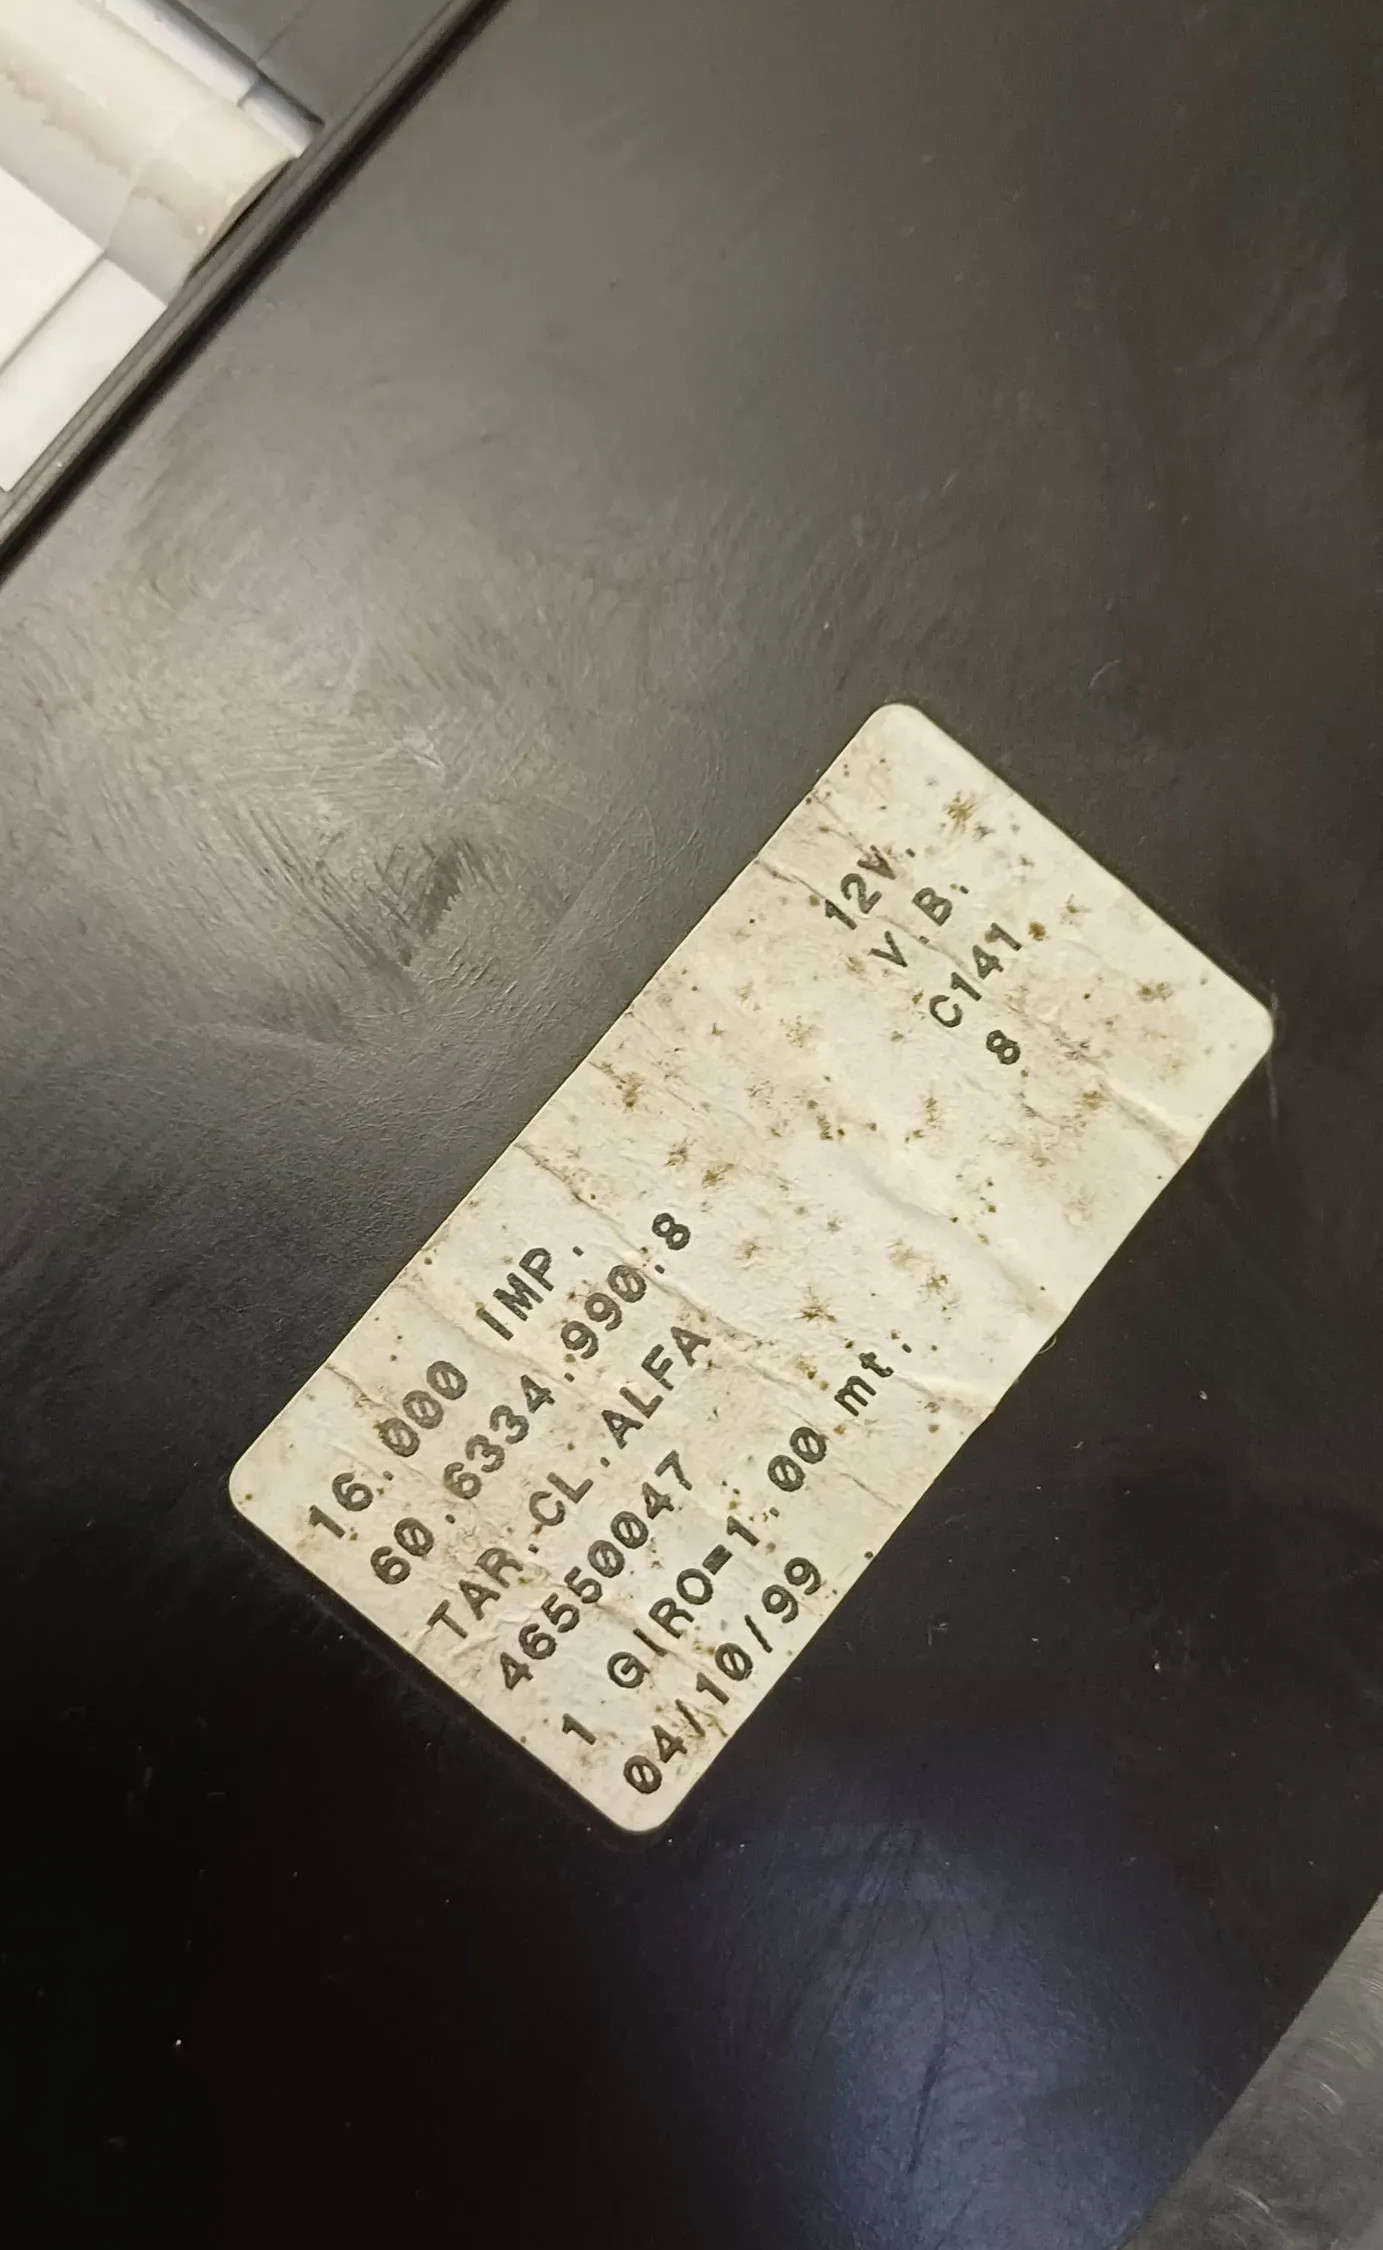 16.000 IMP. 12V.
60.6334.990.8 V.B.
TAR.CL.ALFA C141
46550047 8
1 GIRO=1.00 mt.
04/10/99